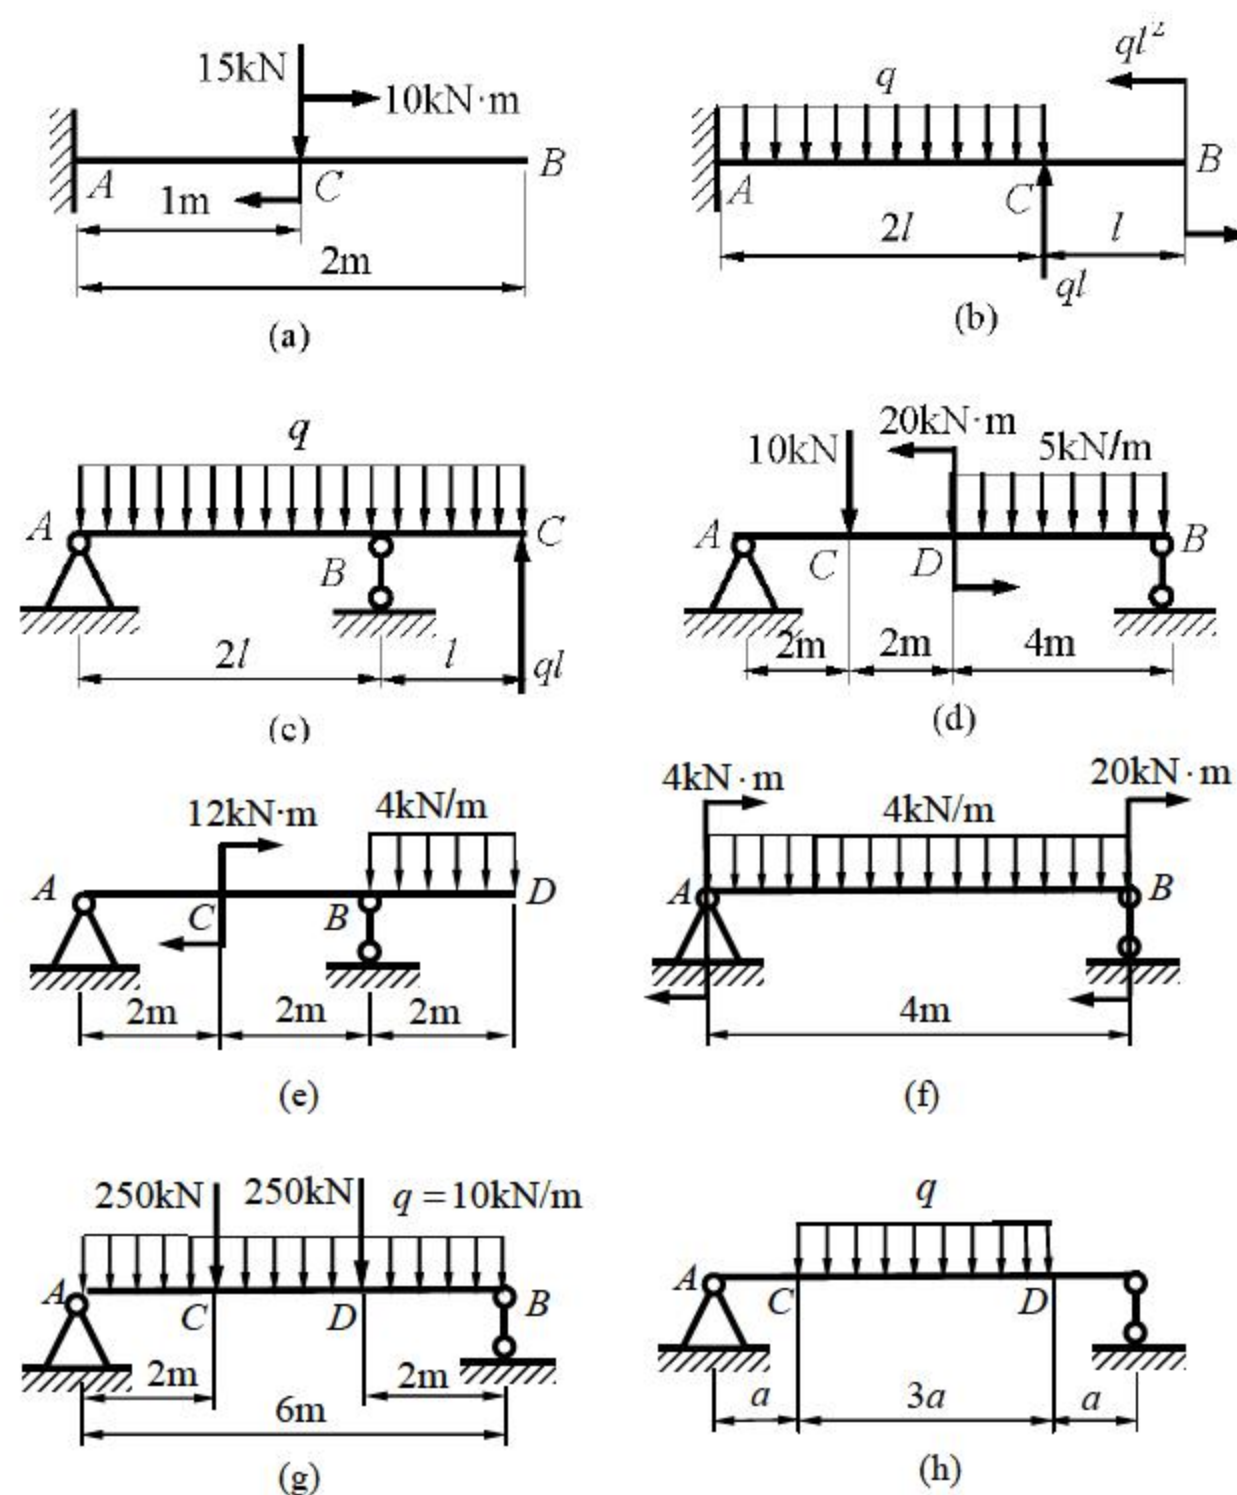 15kN
10kN·m
A C B
1m
2m
(a)
ql²
q
A C B
2l l
ql
(b)
q
A B C
2l l ql
(c)
10kN 20kN·m 5kN/m
A C D B
2m 2m 4m
(d)
12kN·m 4kN/m
A C B D
2m 2m 2m
(e)
4kN·m 4kN/m 20kN·m
A B
4m
(f)
250kN 250kN q=10kN/m
A C D B
2m 2m
6m
(g)
q
A C D
a 3a a
(h)